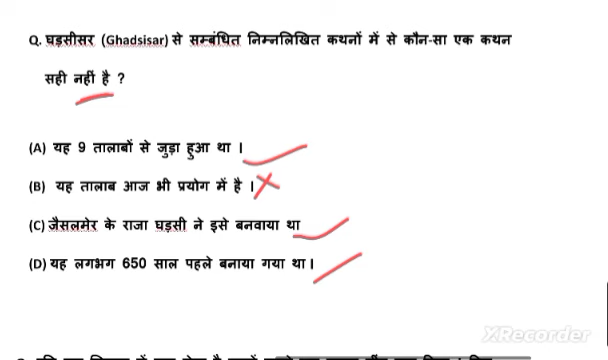 Q. घड़सीसर (Ghadsisar) से सम्बंधित निम्नलिखित कथनों में से कौन-सा एक कथन
सही नहीं है ?
(A) यह 9 तालाबों से जुड़ा हुआ था ।
(B) यह तालाब आज भी प्रयोग में है ।
(C) जैसलमेर के राजा घड़सी ने इसे बनवाया था
(D) यह लगभग 650 साल पहले बनाया गया था ।
XRecorder